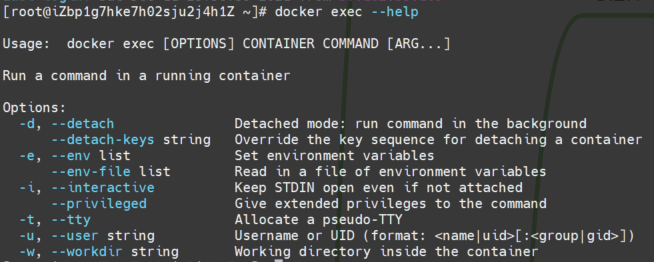 [root@iZbp1g7hke7h02sju2j4h1Z ~]# docker exec --help
Usage:  docker exec [OPTIONS] CONTAINER COMMAND [ARG...]
Run a command in a running container
Options:
  -d, --detach               Detached mode: run command in the background
      --detach-keys string   Override the key sequence for detaching a container
  -e, --env list             Set environment variables
      --env-file list        Read in a file of environment variables
  -i, --interactive          Keep STDIN open even if not attached
      --privileged           Give extended privileges to the command
  -t, --tty                  Allocate a pseudo-TTY
  -u, --user string          Username or UID (format: <name|uid>[:<group|gid>])
  -w, --workdir string       Working directory inside the container